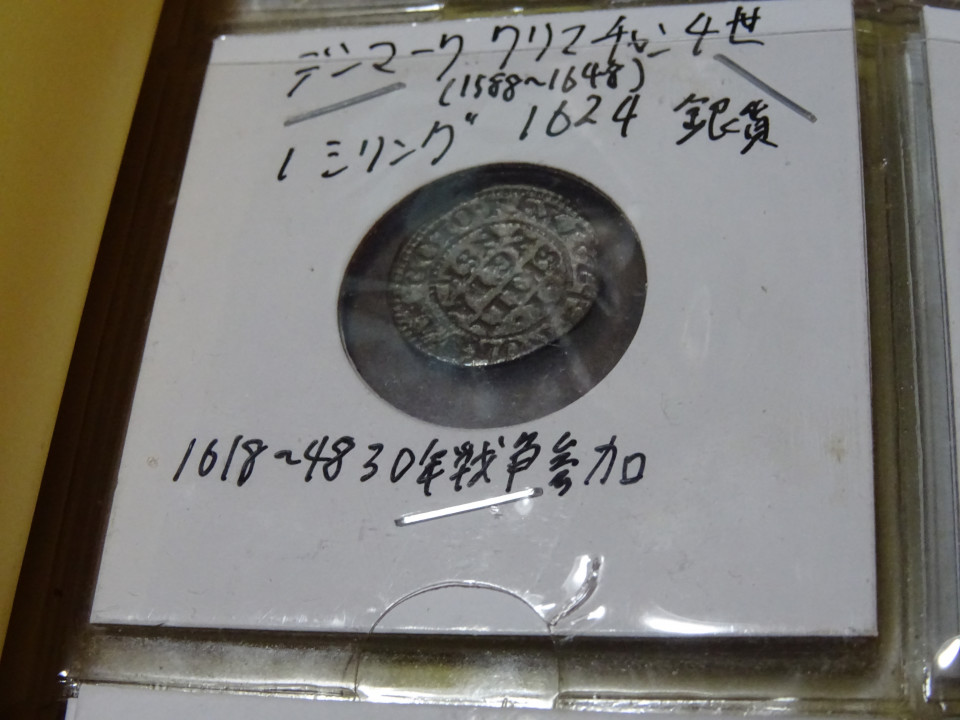 デンマーク クリスチャン4世
(1588~1648)
1ミリング 1624 銀貨
1618~48 30年戦争参加